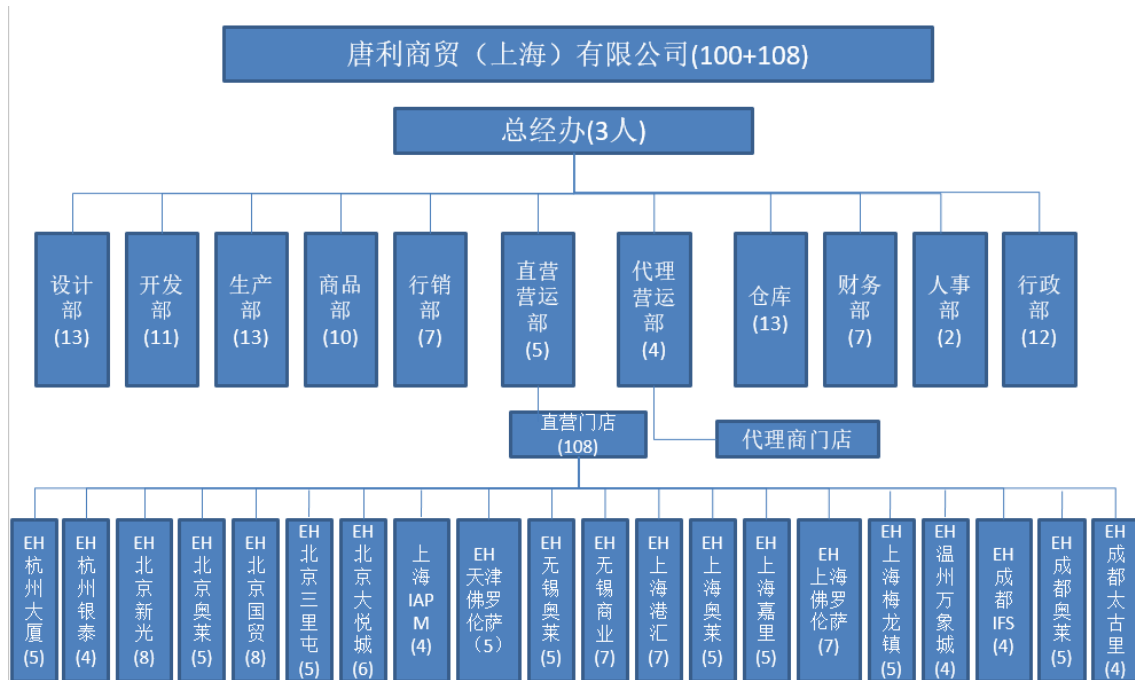 唐利商贸（上海）有限公司(100+108)
总经办(3人)
设计
部
(13)
开发
部
(11)
生产
部
(13)
商品
部
(10)
行销
部
(7)
直营
营运
部
(5)
代理
营运
部
(4)
仓库
(13)
财务
部
(7)
人事
部
(2)
行政
部
(12)
直营门店
(108)
代理商门店
EH
杭
州
大
厦
(5)
EH
杭
州
银
泰
(4)
EH
北
京
新
光
(8)
EH
北
京
奥
莱
(5)
EH
北
京
国
贸
(8)
EH
北
京
三
里
屯
(5)
EH
北
京
大
悦
城
(6)
上
海
IAP
M
(4)
EH
天津
佛罗
伦萨
（5）
EH
无
锡
奥
莱
(5)
EH
无
锡
商
业
(7)
EH
上
海
港
汇
(7)
EH
上
海
奥
莱
(5)
EH
上
海
嘉
里
(5)
EH
上海
佛罗
伦萨
(7)
EH
上
海
梅
龙
镇
(5)
EH
温
州
万
象
城
(4)
EH
成都
IFS
(4)
EH
成
都
奥
莱
(5)
EH
成
都
太
古
里
(4)